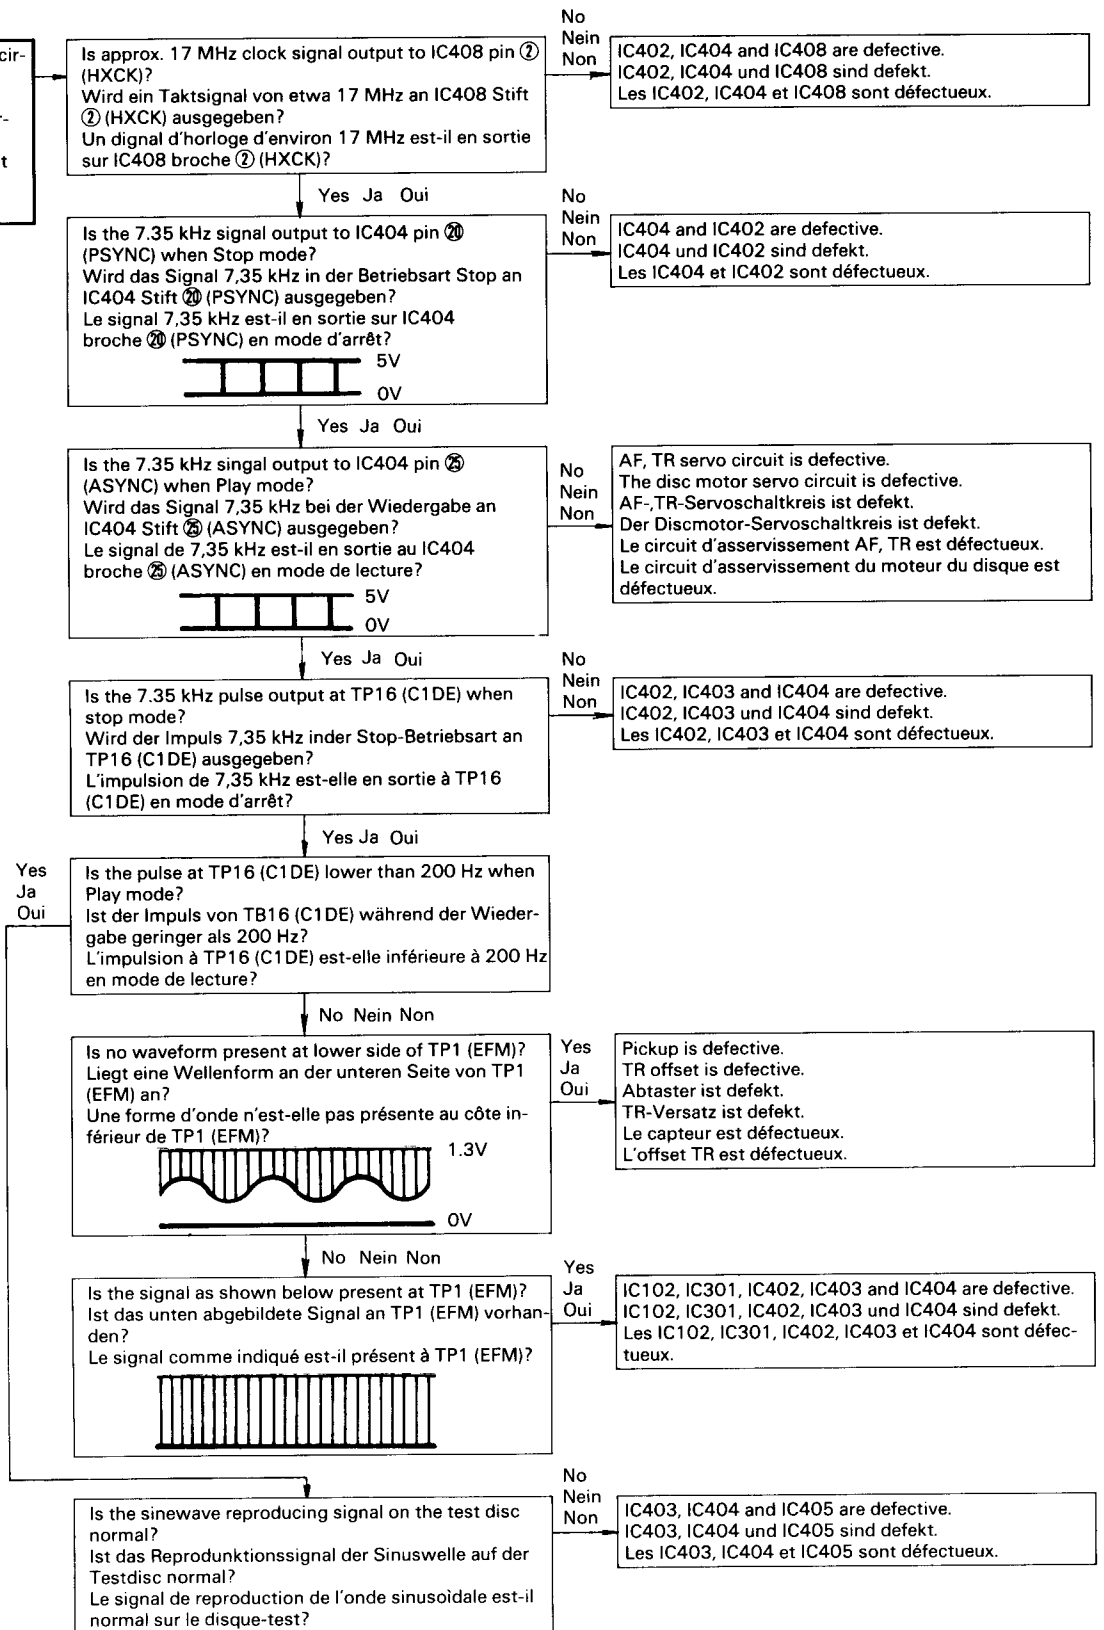 cir-
r-
t
Is approx. 17 MHz clock signal output to IC408 pin ②
(HXCK)?
Wird ein Taktsignal von etwa 17 MHz an IC408 Stift
② (HXCK) ausgegeben?
Un dignal d'horloge d'environ 17 MHz est-il en sortie
sur IC408 broche ② (HXCK)?
No
Nein
Non
IC402, IC404 and IC408 are defective.
IC402, IC404 und IC408 sind defekt.
Les IC402, IC404 et IC408 sont défectueux.
Yes Ja Oui
Is the 7.35 kHz signal output to IC404 pin ⑳
(PSYNC) when Stop mode?
Wird das Signal 7,35 kHz in der Betriebsart Stop an
IC404 Stift ⑳ (PSYNC) ausgegeben?
Le signal 7,35 kHz est-il en sortie sur IC404
broche ⑳ (PSYNC) en mode d'arrêt?
5V
0V
No
Nein
Non
IC404 and IC402 are defective.
IC404 und IC402 sind defekt.
Les IC404 et IC402 sont défectueux.
Yes Ja Oui
Is the 7.35 kHz singal output to IC404 pin ㉕
(ASYNC) when Play mode?
Wird das Signal 7,35 kHz bei der Wiedergabe an
IC404 Stift ㉕ (ASYNC) ausgegeben?
Le signal de 7,35 kHz est-il en sortie au IC404
broche ㉕ (ASYNC) en mode de lecture?
5V
0V
No
Nein
Non
AF, TR servo circuit is defective.
The disc motor servo circuit is defective.
AF-,TR-Servoschaltkreis ist defekt.
Der Discmotor-Servoschaltkreis ist defekt.
Le circuit d'asservissement AF, TR est défectueux.
Le circuit d'asservissement du moteur du disque est
défectueux.
Yes Ja Oui
Is the 7.35 kHz pulse output at TP16 (C1DE) when
stop mode?
Wird der Impuls 7,35 kHz inder Stop-Betriebsart an
TP16 (C1DE) ausgegeben?
L'impulsion de 7,35 kHz est-elle en sortie à TP16
(C1DE) en mode d'arrêt?
No
Nein
Non
IC402, IC403 and IC404 are defective.
IC402, IC403 und IC404 sind defekt.
Les IC402, IC403 et IC404 sont défectueux.
Yes Ja Oui
Yes
Ja
Oui
Is the pulse at TP16 (C1DE) lower than 200 Hz when
Play mode?
Ist der Impuls von TB16 (C1DE) während der Wieder-
gabe geringer als 200 Hz?
L'impulsion à TP16 (C1DE) est-elle inférieure à 200 Hz
en mode de lecture?
No Nein Non
Is no waveform present at lower side of TP1 (EFM)?
Liegt eine Wellenform an der unteren Seite von TP1
(EFM) an?
Une forme d'onde n'est-elle pas présente au côte in-
férieur de TP1 (EFM)?
1.3V
0V
Yes
Ja
Oui
Pickup is defective.
TR offset is defective.
Abtaster ist defekt.
TR-Versatz ist defekt.
Le capteur est défectueux.
L'offset TR est défectueux.
No Nein Non
Is the signal as shown below present at TP1 (EFM)?
Ist das unten abgebildete Signal an TP1 (EFM) vorhan-
den?
Le signal comme indiqué est-il présent à TP1 (EFM)?
Yes
Ja
Oui
IC102, IC301, IC402, IC403 and IC404 are defective.
IC102, IC301, IC402, IC403 und IC404 sind defekt.
Les IC102, IC301, IC402, IC403 et IC404 sont défec-
tueux.
Is the sinewave reproducing signal on the test disc
normal?
Ist das Reprodunktionssignal der Sinuswelle auf der
Testdisc normal?
Le signal de reproduction de l'onde sinusoìdale est-il
normal sur le disque-test?
No
Nein
Non
IC403, IC404 and IC405 are defective.
IC403, IC404 und IC405 sind defekt.
Les IC403, IC404 et IC405 sont défectueux.